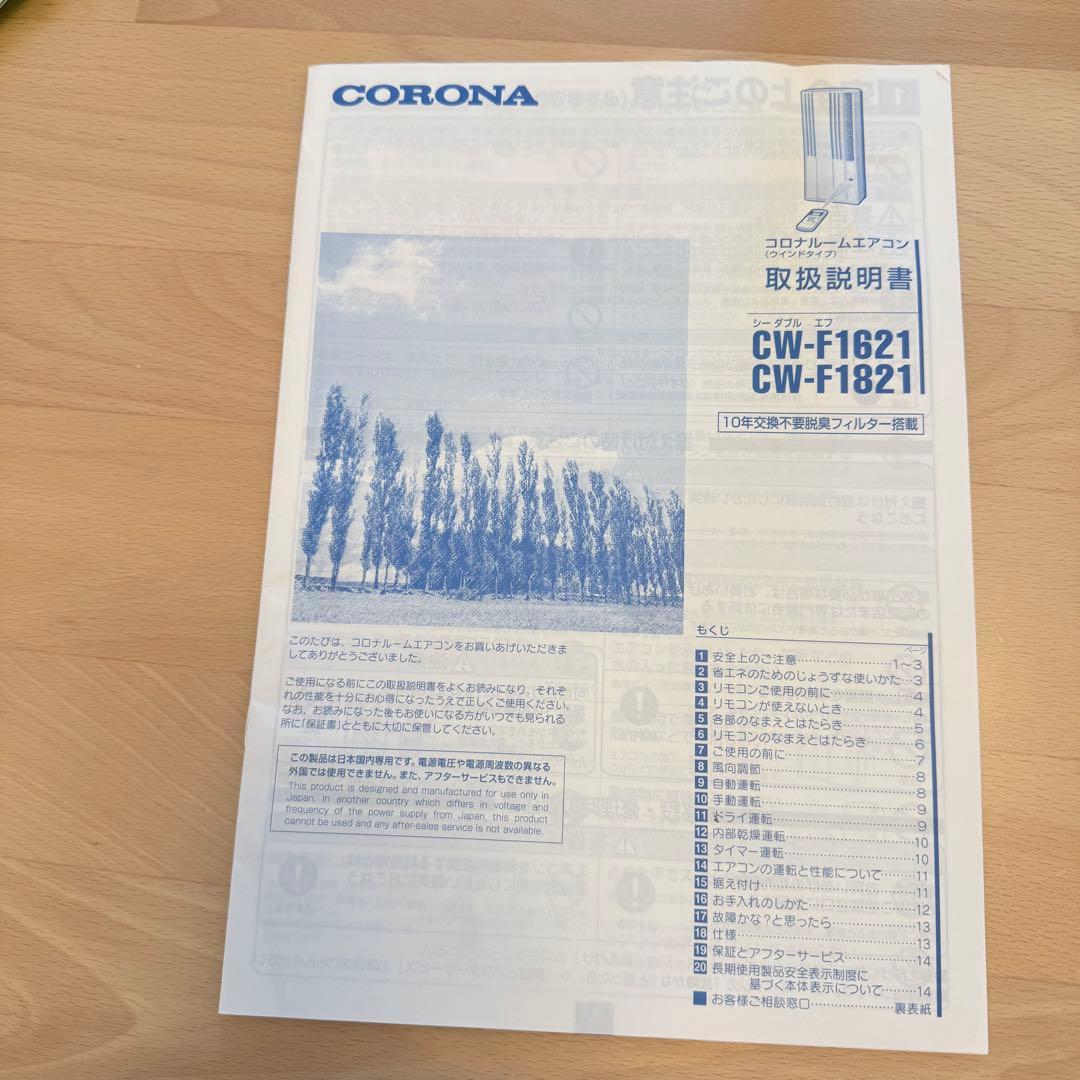 CORONA
コロナルームエアコン
(ウインドタイプ)
取扱説明書
シー ダブル エフ
CW-F1621
CW-F1821
10年交換不要脱臭フィルター搭載
このたびは、コロナルームエアコンをお買いあげいただきま
してありがとうございました。
ご使用になる前にこの取扱説明書をよくお読みになり、それぞ
れの性能を十分にお心得になったうえで正しくご使用ください。
なお、お読みになった後もお使いになる方がいつでも見られる
所に「保証書」とともに大切に保管してください。
この製品は日本国内専用です。電源電圧や電源周波数の異なる
外国では使用できません。また、アフターサービスもできません。
This product is designed and manufactured for use only in
Japan. In another country which differs in voltage and
frequency of the power supply from Japan, this product
cannot be used and any after-sales service is not available.
もくじ
ページ
1 安全上のご注意……………………1〜3
2 省エネのためのじょうずな使いかた…3
3 リモコンご使用の前に………………4
4 リモコンが使えないとき……………4
5 各部のなまえとはたらき……………5
6 リモコンのなまえとはたらき………6
7 ご使用の前に…………………………7
8 風向調節………………………………8
9 自動運転………………………………8
10 手動運転………………………………9
11 ドライ運転……………………………9
12 内部乾燥運転…………………………10
13 タイマー運転…………………………10
14 エアコンの運転と性能について……11
15 据え付け………………………………11
16 お手入れのしかた……………………12
17 故障かな?と思ったら………………13
18 仕様……………………………………13
19 保証とアフターサービス……………14
20 長期使用製品安全表示制度に
基づく本体表示について………14
お客様ご相談窓口…………………裏表紙